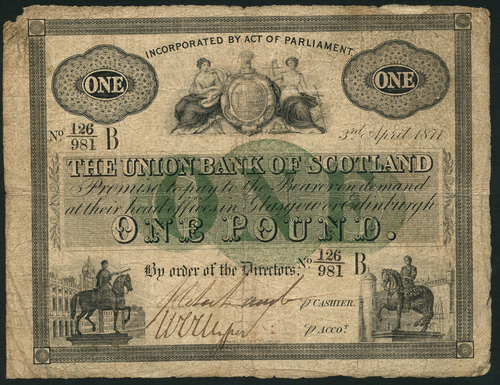 INCORPORATED BY ACT OF PARLIAMENT.
ONE ONE
No 126/981 B 3rd April 1871
THE UNION BANK OF SCOTLAND
Promise to pay to the Bearer on demand
at their head offices in Glasgow or Edinburgh
ONE POUND.
By order of the Directors. No 126/981 B
p CASHIER.
p ACCOT.